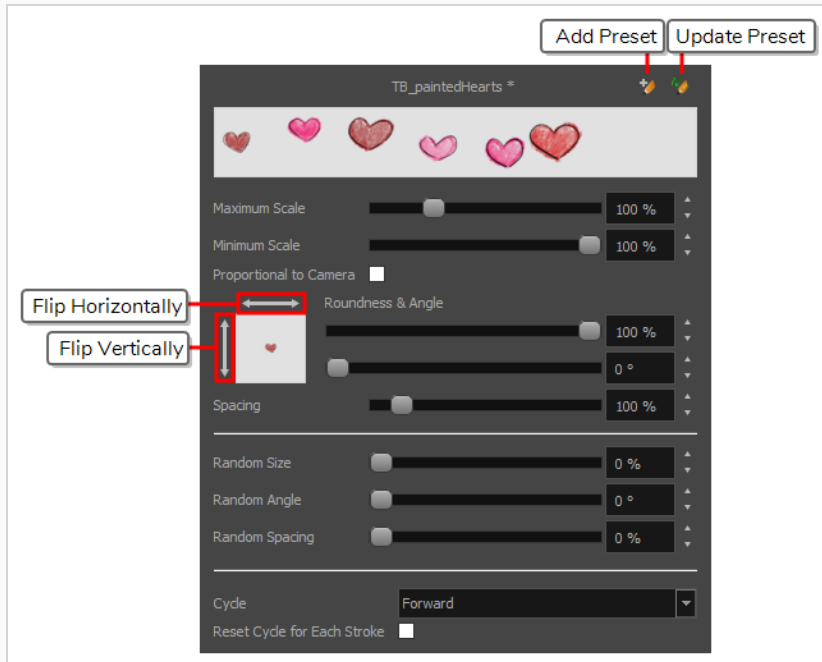 Add Preset
Update Preset
TB_paintedHearts *
Maximum Scale
100 %
Minimum Scale
100 %
Proportional to Camera
Flip Horizontally
Roundness & Angle
Flip Vertically
100 %
0 °
Spacing
100 %
Random Size
0 %
Random Angle
0 °
Random Spacing
0 %
Cycle
Forward
Reset Cycle for Each Stroke